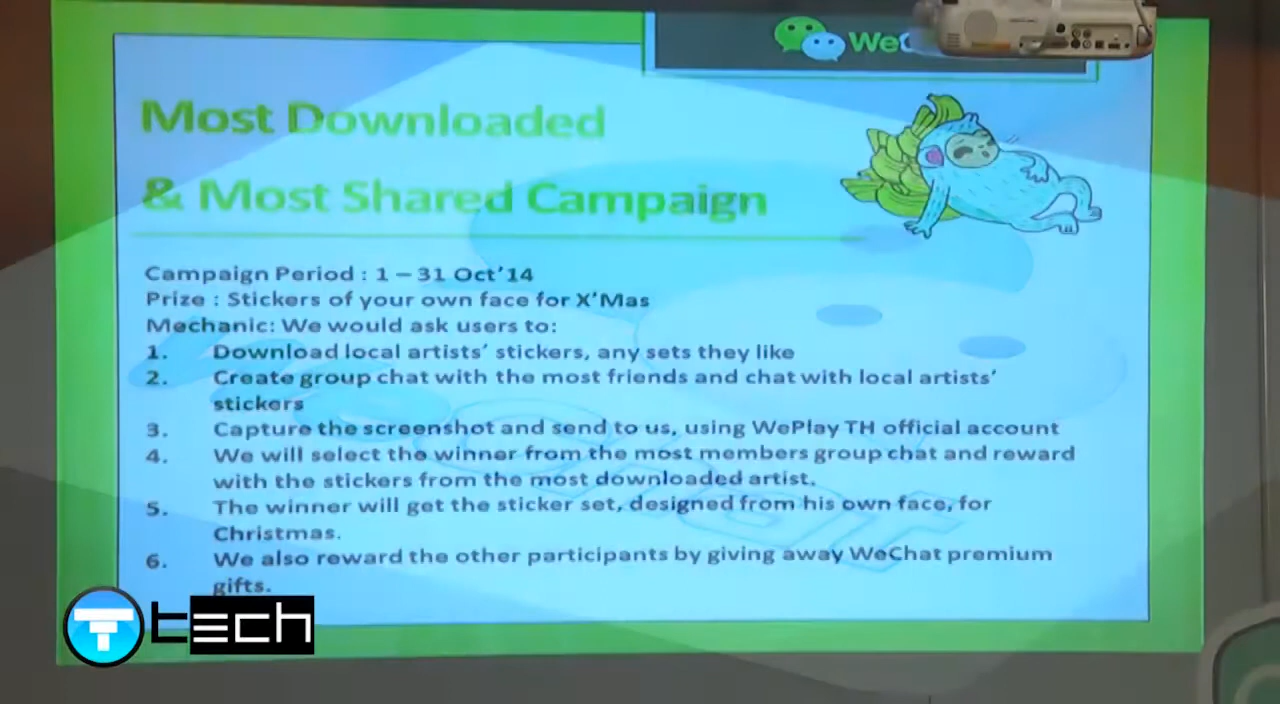 WeC
Most Downloaded
& Most Shared Campaign
Campaign Period : 1 – 31 Oct'14
Prize : Stickers of your own face for X'Mas
Mechanic: We would ask users to:
1. Download local artists' stickers, any sets they like
2. Create group chat with the most friends and chat with local artists'
stickers
3. Capture the screenshot and send to us, using WePlay TH official account
4. We will select the winner from the most members group chat and reward
with the stickers from the most downloaded artist.
5. The winner will get the sticker set, designed from his own face, for
Christmas.
6. We also reward the other participants by giving away WeChat premium
gifts.
T tech
WeChat